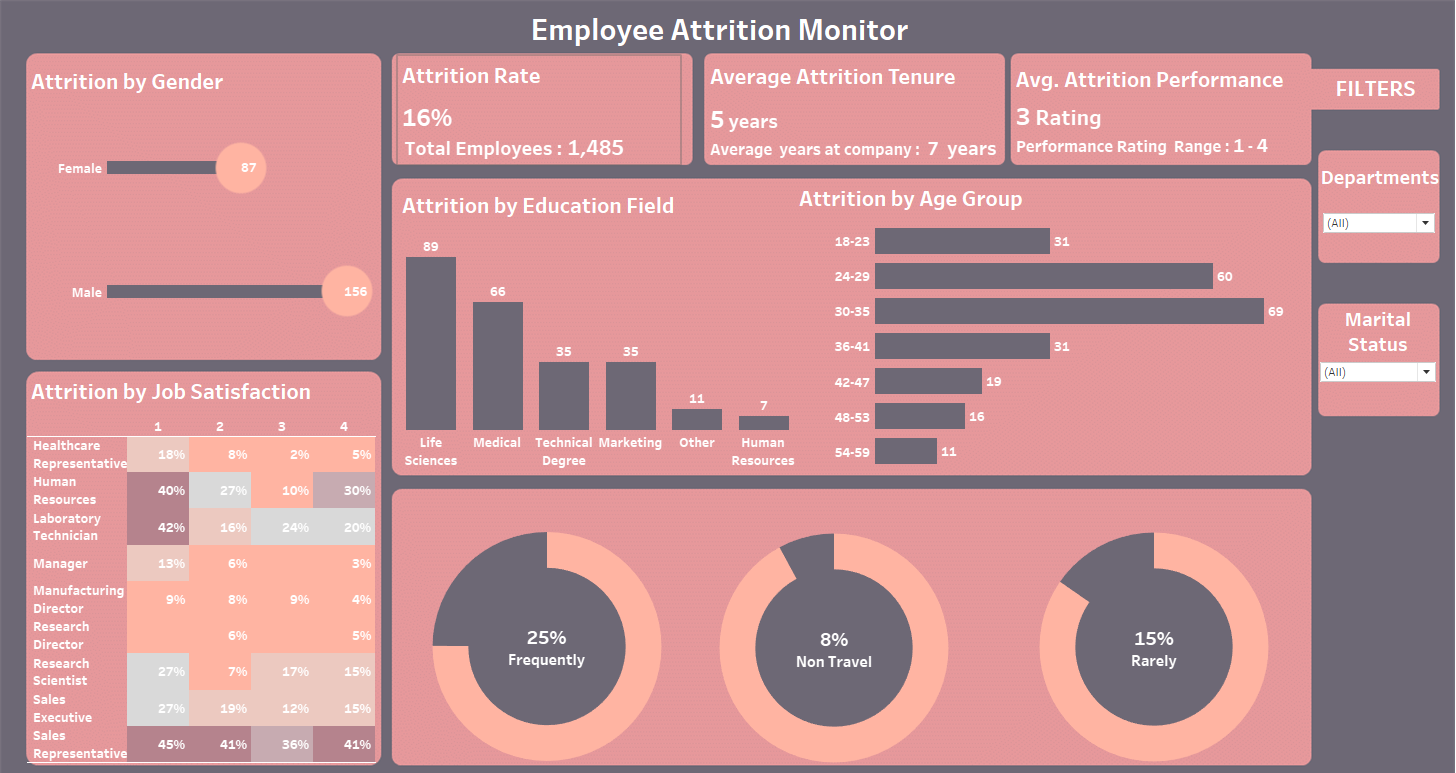 Employee Attrition Monitor
Attrition by Gender
Female 87
Male 156
Attrition Rate
16%
Total Employees : 1,485
Average Attrition Tenure
5 years
Average years at company : 7 years
Avg. Attrition Performance
3 Rating
Performance Rating Range : 1 - 4
FILTERS
Departments
(All)
Marital
Status
(All)
Attrition by Education Field
89
66
35
35
11
7
Life
Sciences
Medical
Technical
Degree
Marketing
Other
Human
Resources
Attrition by Age Group
18-23 31
24-29 60
30-35 69
36-41 31
42-47 19
48-53 16
54-59 11
Attrition by Job Satisfaction
1 2 3 4
Healthcare
Representative 18% 8% 2% 5%
Human
Resources 40% 27% 10% 30%
Laboratory
Technician 42% 16% 24% 20%
Manager 13% 6% 3%
Manufacturing
Director 9% 8% 9% 4%
Research
Director 6% 5%
Research
Scientist 27% 7% 17% 15%
Sales
Executive 27% 19% 12% 15%
Sales
Representative 45% 41% 36% 41%
25%
Frequently
8%
Non Travel
15%
Rarely